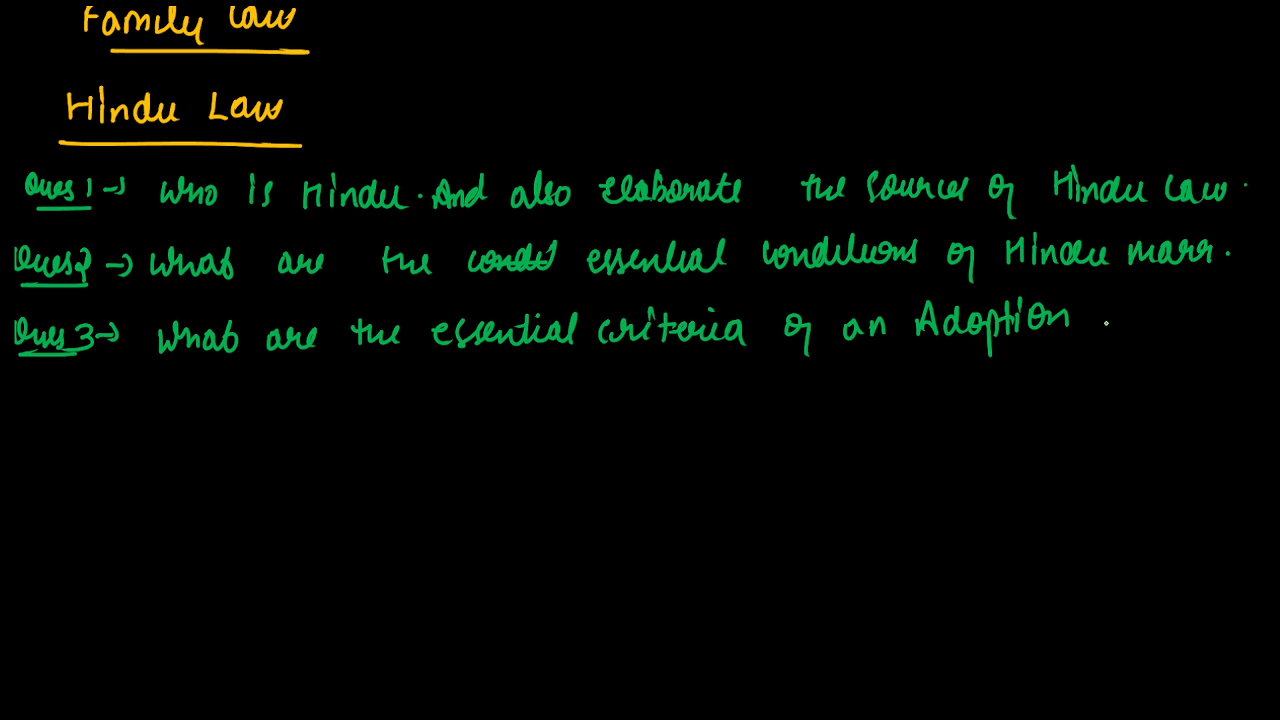 Family Law
Hindu Law
Ques 1 → Who is Hindu. And also elaborate the sources of Hindu Law.
Ques 2 → What are the essential conditions of Hindu marr.
Ques 3 → What are the essential criteria of an Adoption.